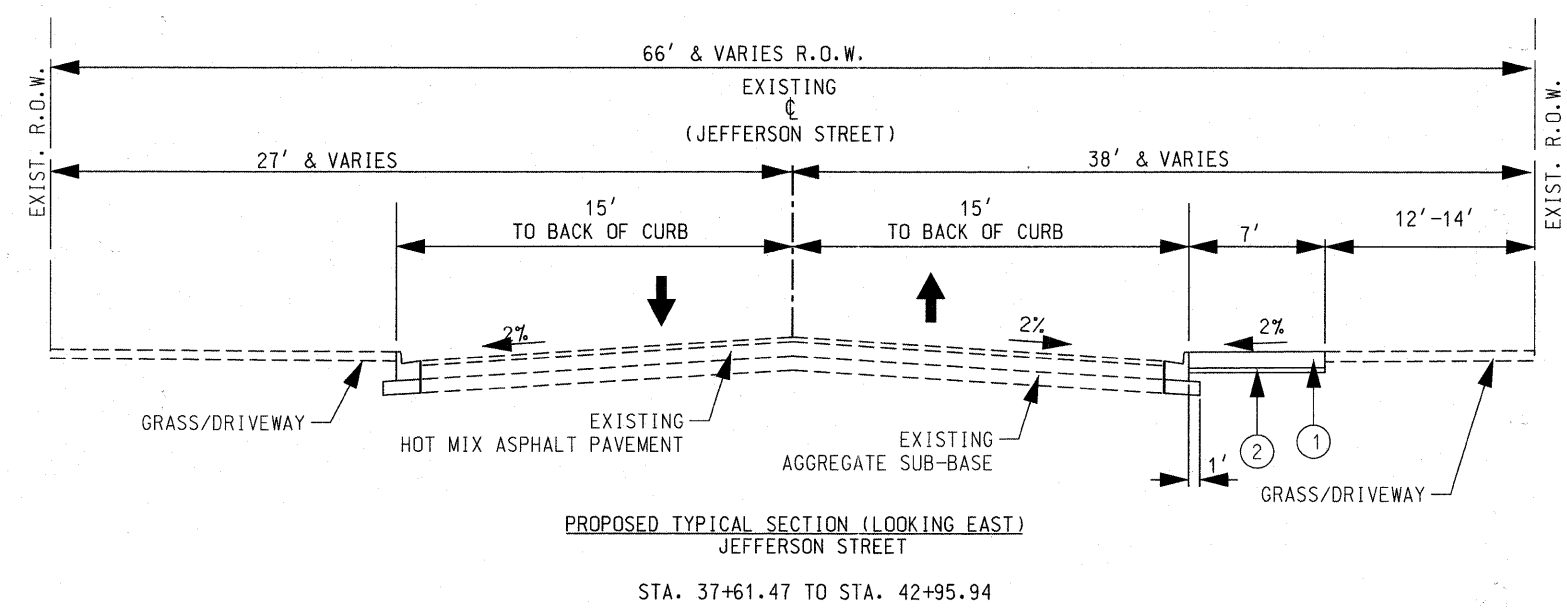 66' & VARIES R.O.W.
EXISTING
℄
(JEFFERSON STREET)
EXIST. R.O.W.
EXIST. R.O.W.
27' & VARIES
38' & VARIES
15'
TO BACK OF CURB
15'
TO BACK OF CURB
7'
12'-14'
2%
2%
2%
GRASS/DRIVEWAY
EXISTING
HOT MIX ASPHALT PAVEMENT
EXISTING
AGGREGATE SUB-BASE
1'
2
1
GRASS/DRIVEWAY
PROPOSED TYPICAL SECTION (LOOKING EAST)
JEFFERSON STREET
STA. 37+61.47 TO STA. 42+95.94